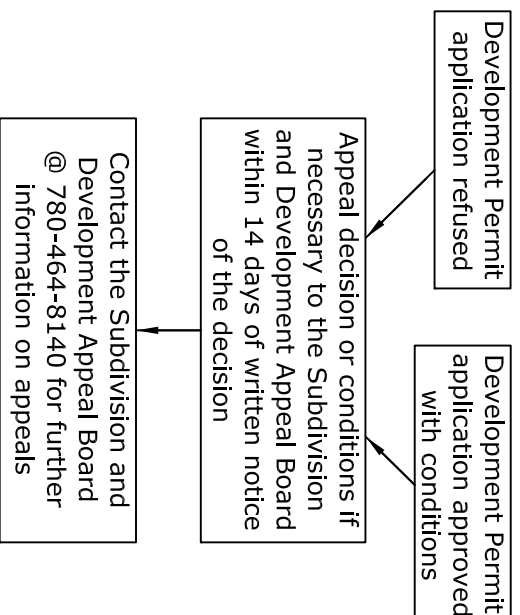 Development Permit
application refused
Development Permit
application approved
with conditions
Appeal decision or conditions if
necessary to the Subdivision
and Development Appeal Board
within 14 days of written notice
of the decision
Contact the Subdivision and
Development Appeal Board
@ 780-464-8140 for further
information on appeals